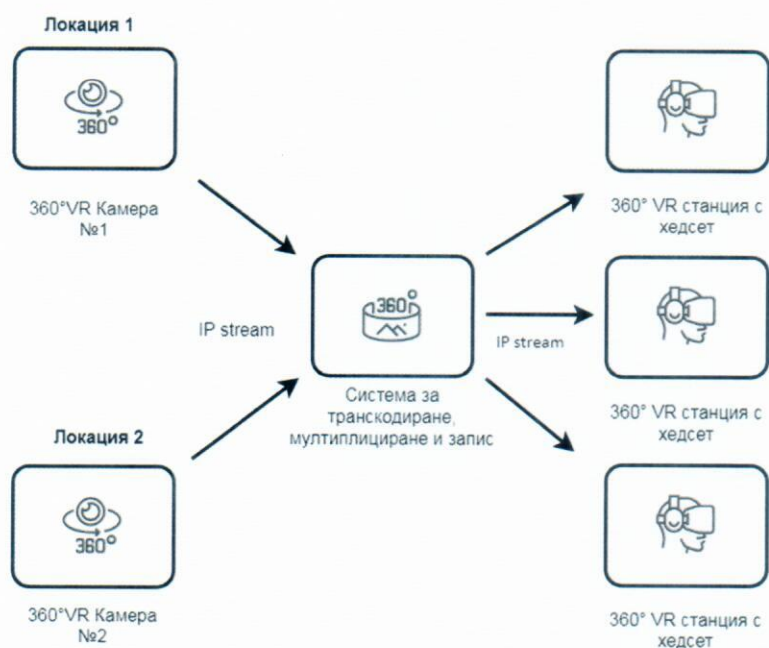 Локация 1
360°
360°VR Камера
№1
IP stream
360°
Система за
транскодиране,
мултиплициране и запис
IP stream
Локация 2
360°
360°VR Камера
№2
360° VR станция с
хедсет
360° VR станция с
хедсет
360° VR станция с
хедсет